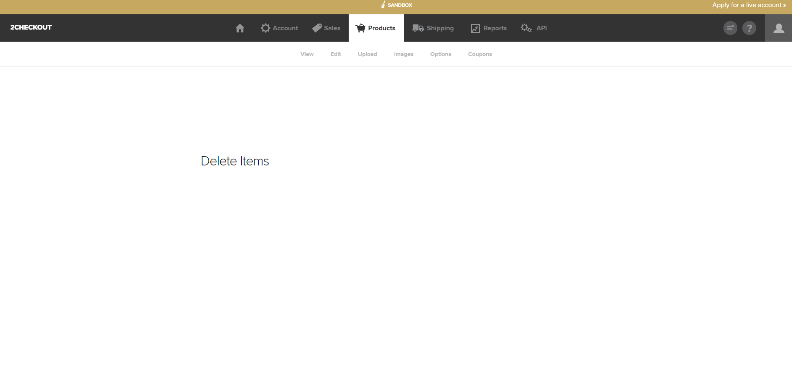 SANDBOX
Apply for a live account »
2CHECKOUT
Account
Sales
Products
Shipping
Reports
API
?
View
Edit
Upload
Images
Options
Coupons
Delete Items